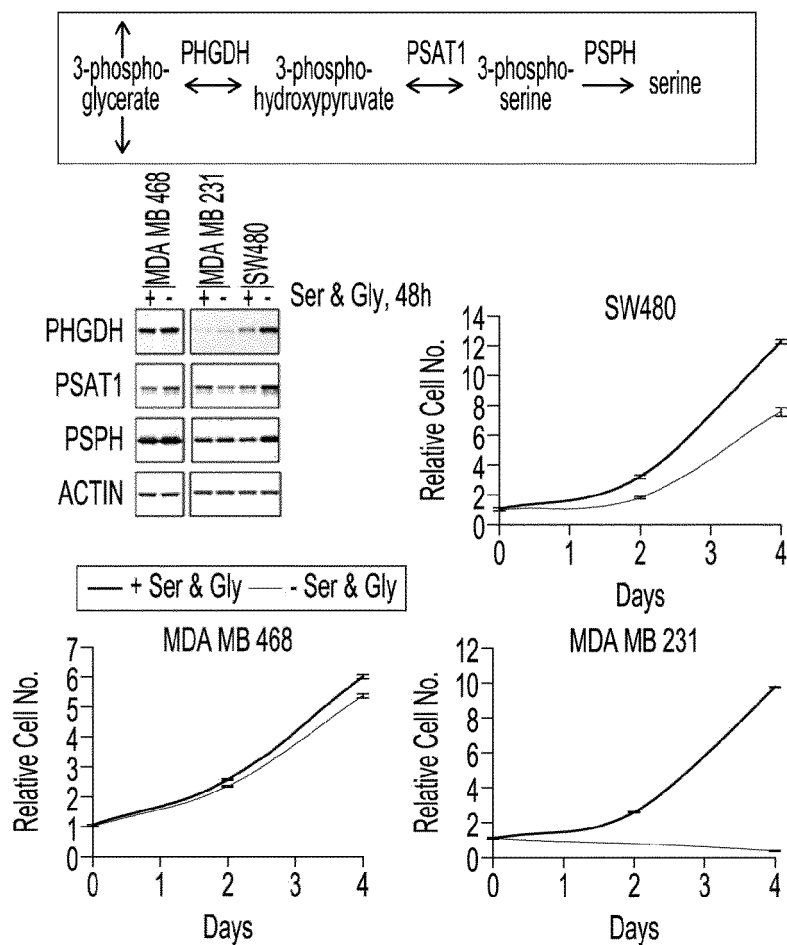 PHGDH PSAT1 PSPH
3-phospho-
glycerate
3-phospho-
hydroxypyruvate
3-phospho-
serine
serine
MDA MB 468
MDA MB 231
SW480
+ - + - + - Ser & Gly, 48h
PHGDH
PSAT1
PSPH
ACTIN
SW480
Relative Cell No.
14
12
10
8
6
4
2
0
0 1 2 3 4
Days
+ Ser & Gly - Ser & Gly
MDA MB 468
Relative Cell No.
7
6
5
4
3
2
1
0
0 1 2 3 4
Days
MDA MB 231
Relative Cell No.
12
10
8
6
4
2
0
0 1 2 3 4
Days